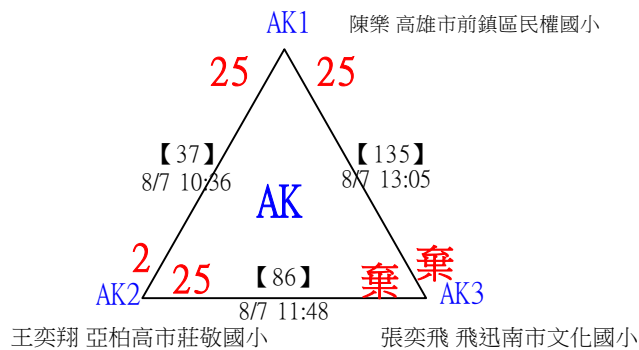 AK1 陳樂 高雄市前鎮區民權國小
25 25
【37】 【135】
8/7 10:36 8/7 13:05
AK
2 25 【86】 棄 棄
AK2 8/7 11:48 AK3
王奕翔 亞柏高市莊敬國小 張奕飛 飛迅南市文化國小